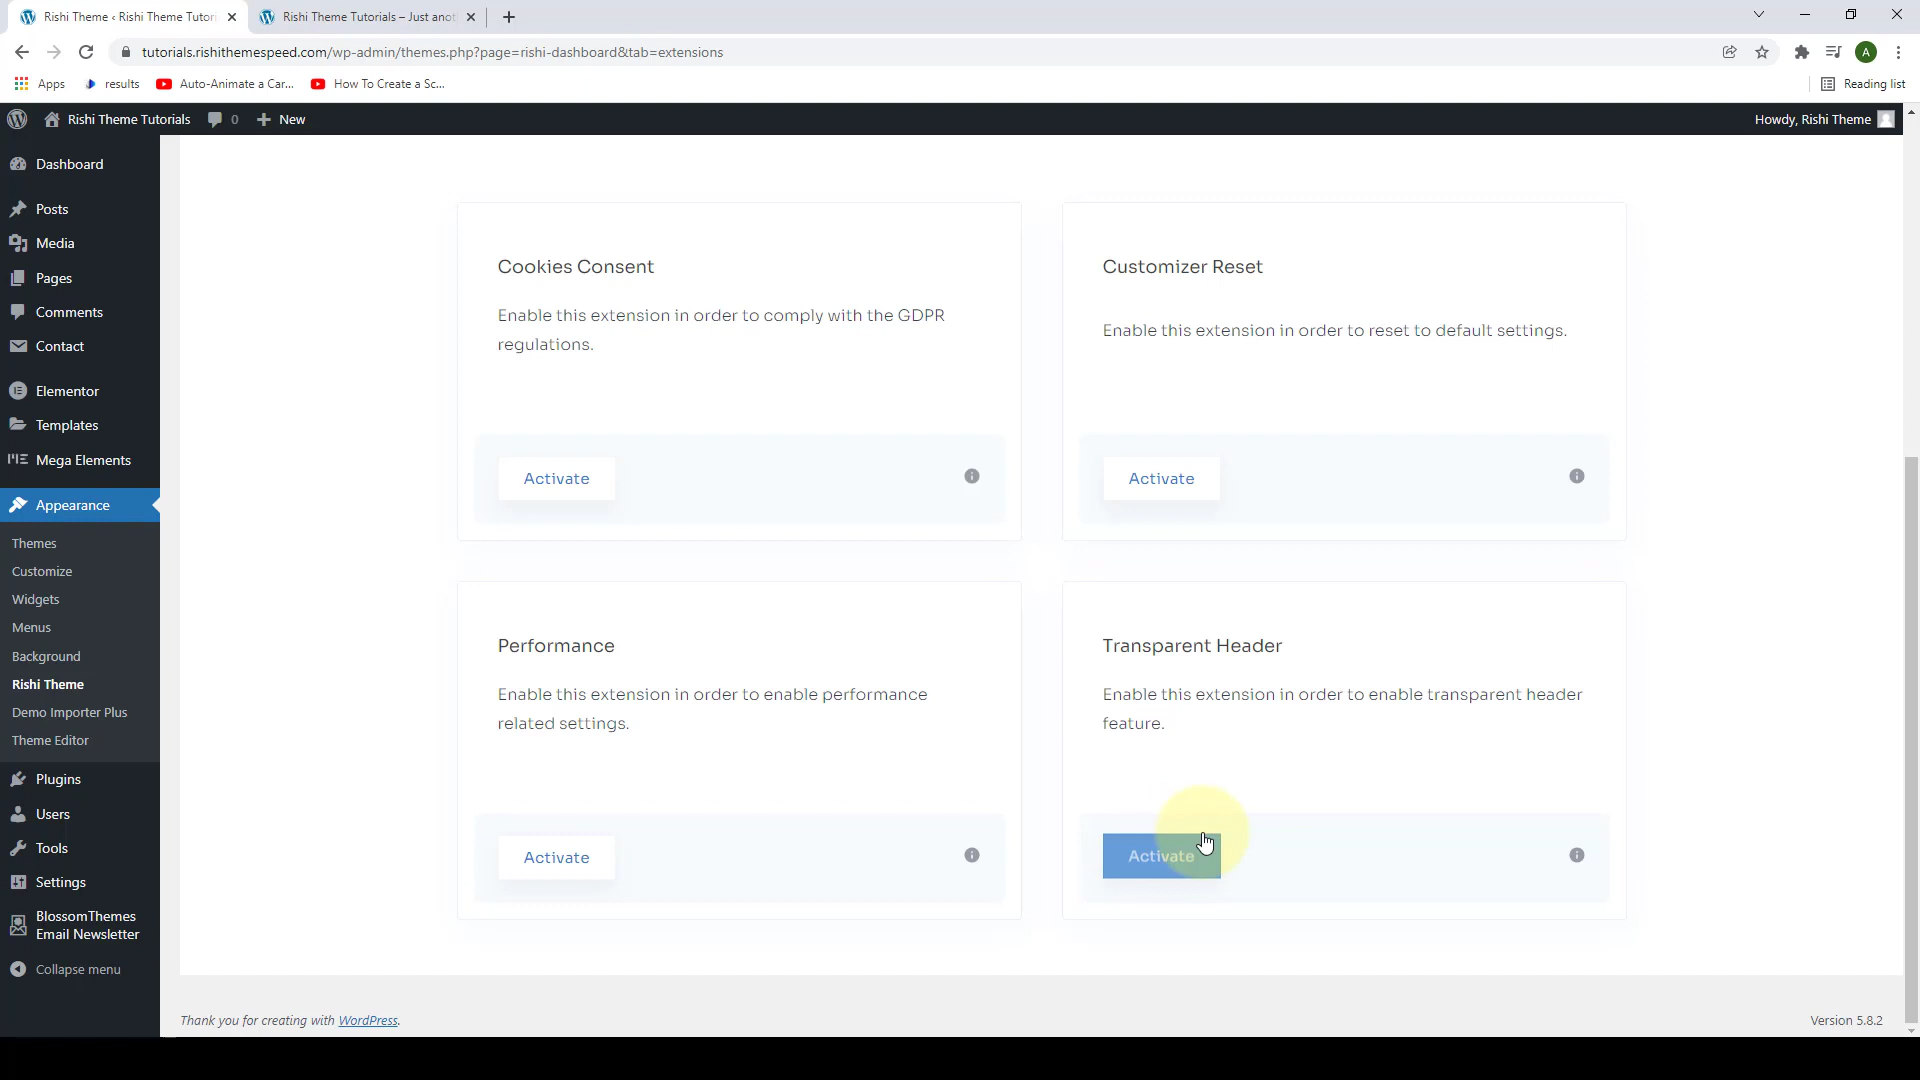 Rishi Theme ‹ Rishi Theme Tutor
Rishi Theme Tutorials – Just anot
tutorials.rishithemespeed.com/wp-admin/themes.php?page=rishi-dashboard&tab=extensions
A
Apps
results
Auto-Animate a Car...
How To Create a Sc...
Reading list
Rishi Theme Tutorials
0
New
Howdy, Rishi Theme
Dashboard
Posts
Media
Pages
Comments
Contact
Elementor
Templates
Mega Elements
Appearance
Themes
Customize
Widgets
Menus
Background
Rishi Theme
Demo Importer Plus
Theme Editor
Plugins
Users
Tools
Settings
BlossomThemes
Email Newsletter
Collapse menu
Cookies Consent
Enable this extension in order to comply with the GDPR
regulations.
Activate
Customizer Reset
Enable this extension in order to reset to default settings.
Activate
Performance
Enable this extension in order to enable performance
related settings.
Activate
Transparent Header
Enable this extension in order to enable transparent header
feature.
Activate
Thank you for creating with WordPress.
Version 5.8.2